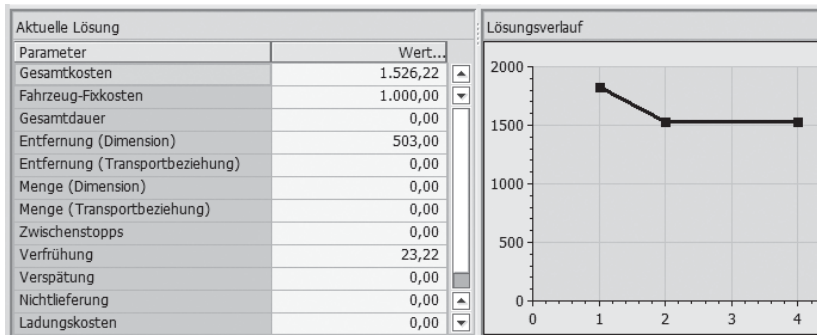 Aktuelle Lösung
Parameter Wert...
Gesamtkosten 1.526,22
Fahrzeug-Fixkosten 1.000,00
Gesamtdauer 0,00
Entfernung (Dimension) 503,00
Entfernung (Transportbeziehung) 0,00
Menge (Dimension) 0,00
Menge (Transportbeziehung) 0,00
Zwischenstopps 0,00
Verfrühung 23,22
Verspätung 0,00
Nichtlieferung 0,00
Ladungskosten 0,00
Lösungsverlauf
2000
1500
1000
500
0
0 1 2 3 4